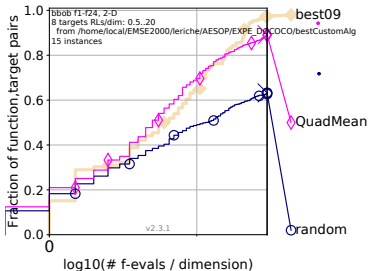 bbob f1-f24, 2-D
8 targets RLs/dim: 0.5..20
from /home/local/EMSE2000/leriche/AESOP/EXPE_DOCOCO/bestCustomAlg
15 instances
best09
QuadMean
random
Fraction of function,target pairs
1.0
0.8
0.6
0.4
0.2
0.0
v2.3.1
0
log10(# f-evals / dimension)